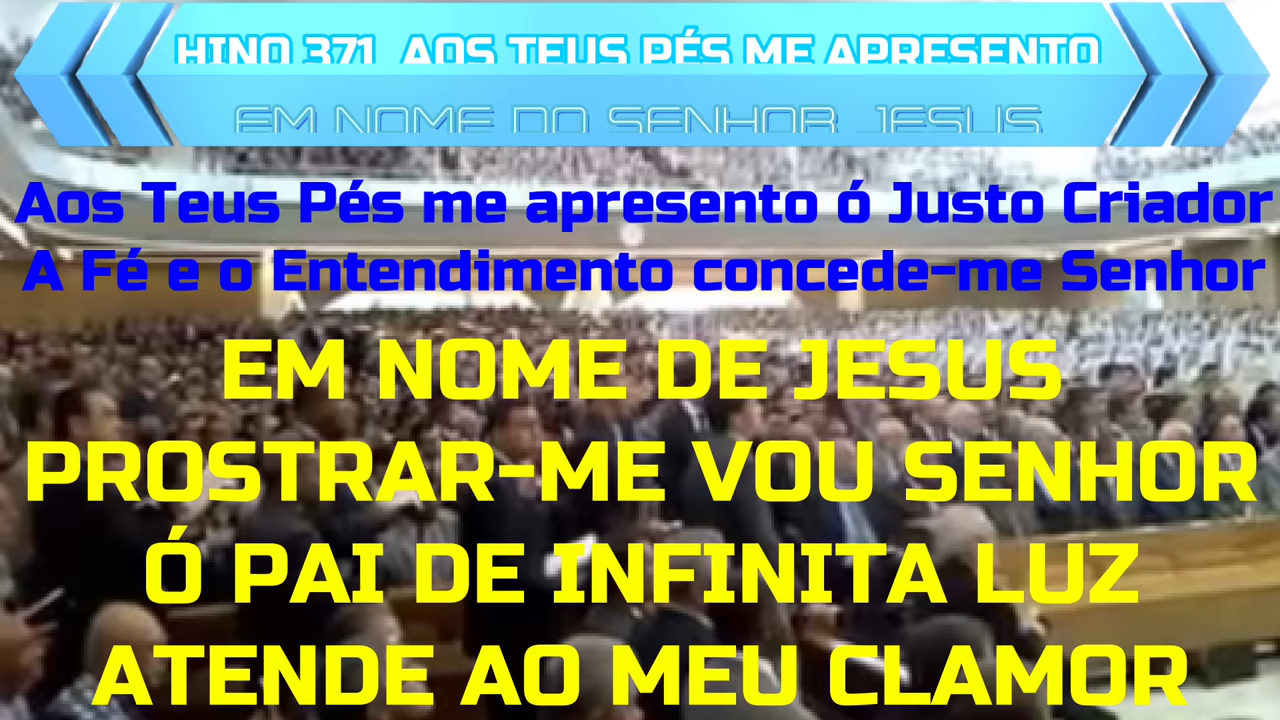 HINO 371 AOS TEUS PÉS ME APRESENTO
EM NOME DO SENHOR JESUS
Aos Teus Pés me apresento ó Justo Criador
A Fé e o Entendimento concede-me Senhor
EM NOME DE JESUS
PROSTRAR-ME VOU SENHOR
Ó PAI DE INFINITA LUZ
ATENDE AO MEU CLAMOR